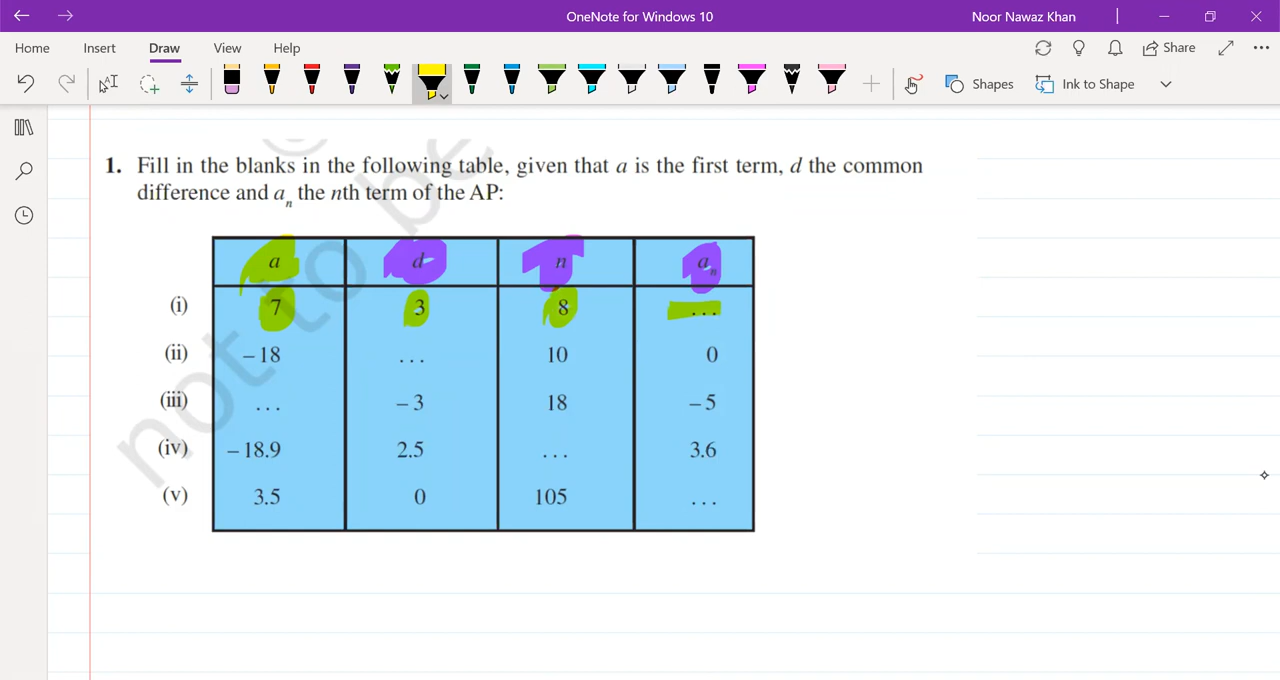 OneNote for Windows 10
Noor Nawaz Khan
Home Insert Draw View Help
Share
Shapes
Ink to Shape
1. Fill in the blanks in the following table, given that a is the first term, d the common
difference and aₙ the nth term of the AP:
a d n aₙ
(i) 7 3 8 ...
(ii) – 18 ... 10 0
(iii) ... – 3 18 – 5
(iv) – 18.9 2.5 ... 3.6
(v) 3.5 0 105 ...
not to be